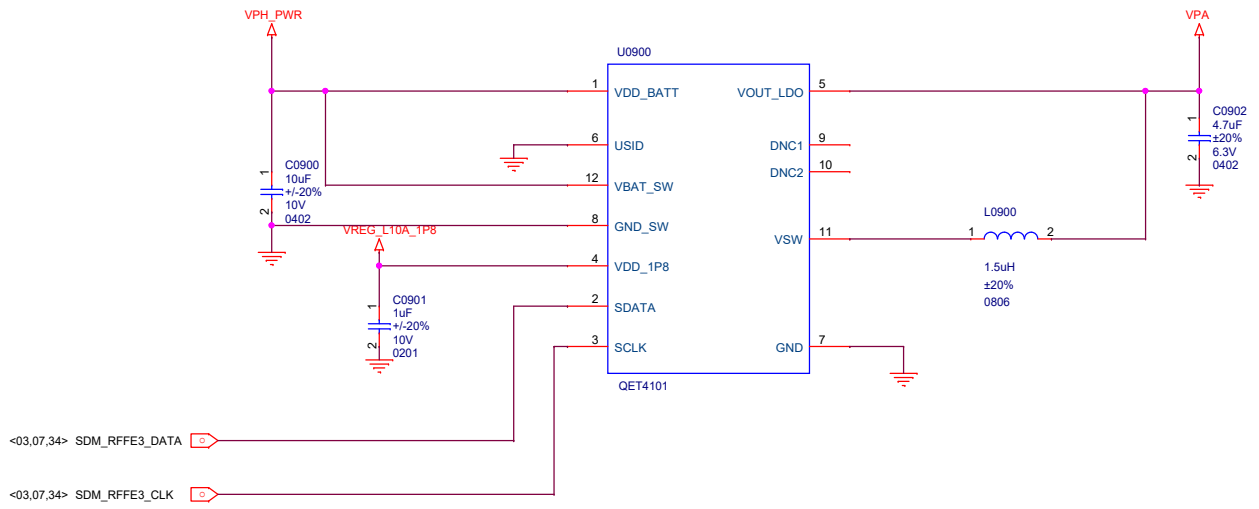 VPH_PWR
VPA
U0900
1
VDD_BATT
VOUT_LDO
5
6
USID
DNC1
9
DNC2
10
12
VBAT_SW
8
GND_SW
VSW
11
4
VDD_1P8
2
SDATA
3
SCLK
GND
7
QET4101
1
2
C0900
10uF
+/-20%
10V
0402
VREG_L10A_1P8
1
2
C0901
1uF
+/-20%
10V
0201
1
2
C0902
4.7uF
±20%
6.3V
0402
L0900
1
2
1.5uH
±20%
0806
<03,07,34> SDM_RFFE3_DATA
<03,07,34> SDM_RFFE3_CLK